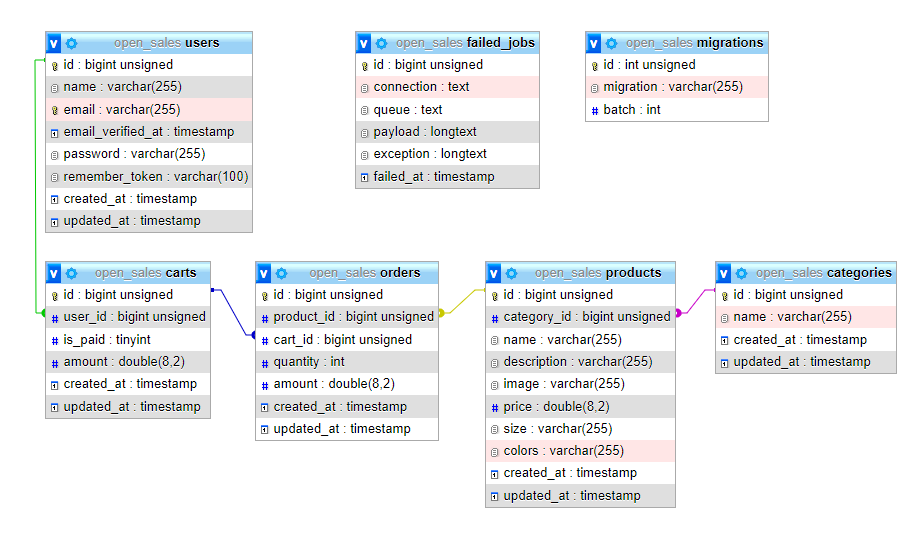 v open_sales users
id : bigint unsigned
name : varchar(255)
email : varchar(255)
email_verified_at : timestamp
password : varchar(255)
remember_token : varchar(100)
created_at : timestamp
updated_at : timestamp
v open_sales failed_jobs
id : bigint unsigned
connection : text
queue : text
payload : longtext
exception : longtext
failed_at : timestamp
v open_sales migrations
id : int unsigned
migration : varchar(255)
# batch : int
v open_sales carts
id : bigint unsigned
# user_id : bigint unsigned
# is_paid : tinyint
# amount : double(8,2)
created_at : timestamp
updated_at : timestamp
v open_sales orders
id : bigint unsigned
# product_id : bigint unsigned
# cart_id : bigint unsigned
# quantity : int
# amount : double(8,2)
created_at : timestamp
updated_at : timestamp
v open_sales products
id : bigint unsigned
# category_id : bigint unsigned
name : varchar(255)
description : varchar(255)
image : varchar(255)
# price : double(8,2)
size : varchar(255)
colors : varchar(255)
created_at : timestamp
updated_at : timestamp
v open_sales categories
id : bigint unsigned
name : varchar(255)
created_at : timestamp
updated_at : timestamp